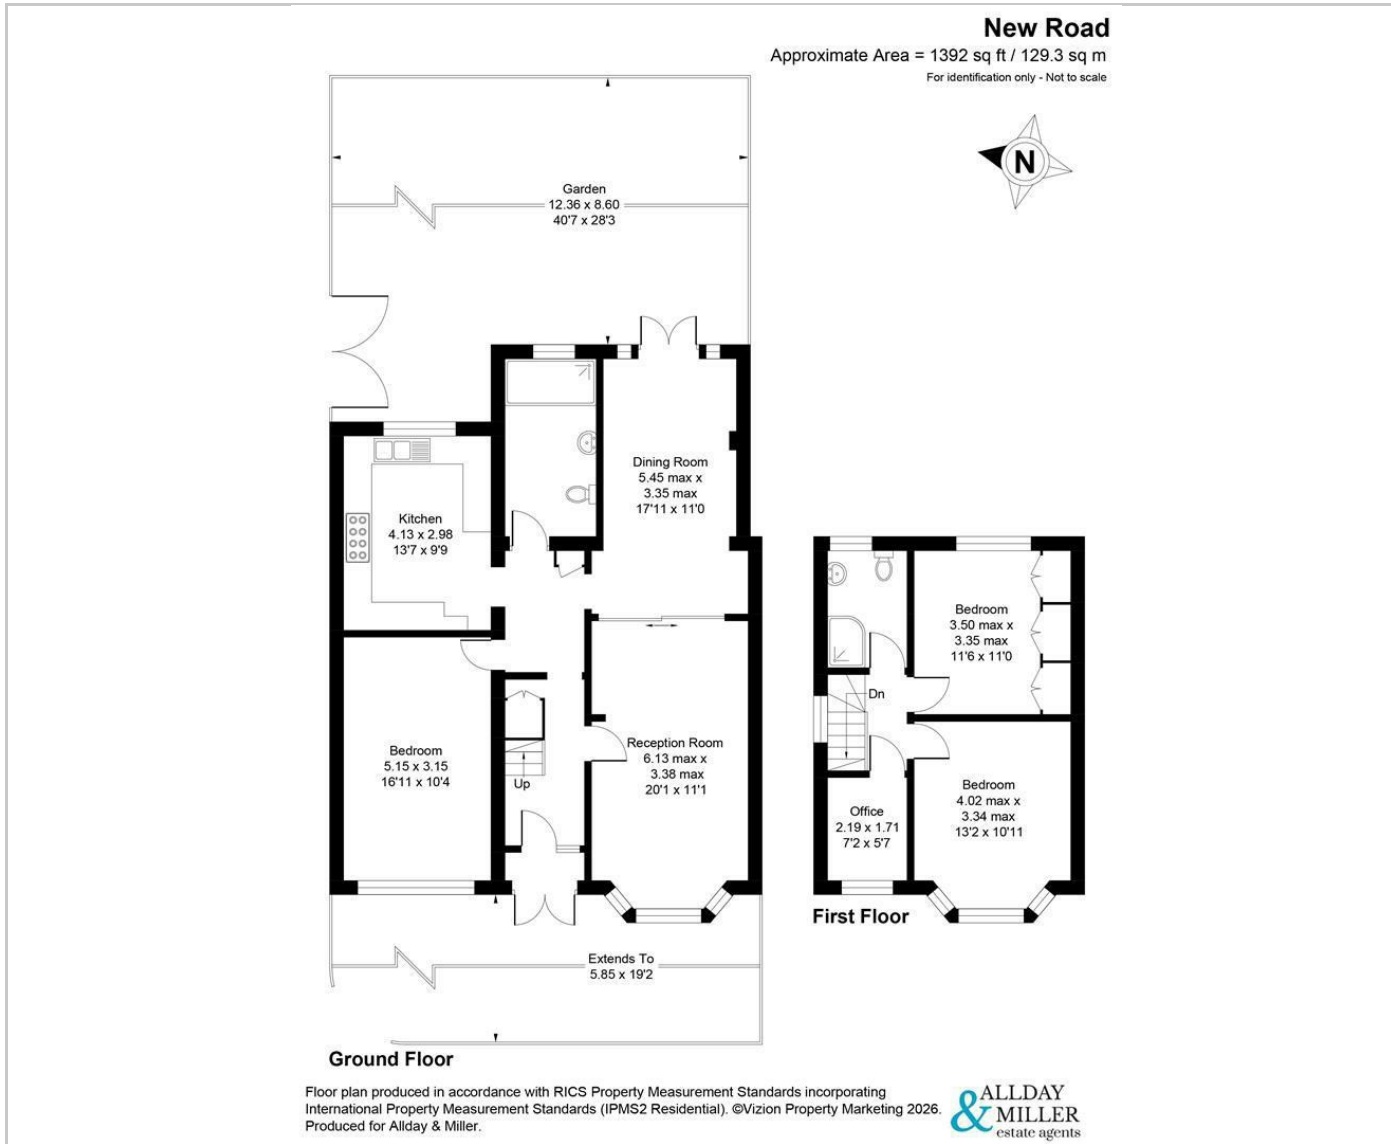 New Road
Approximate Area = 1392 sq ft / 129.3 sq m
For identification only - Not to scale
N
Garden
12.36 x 8.60
40'7 x 28'3
Dining Room
5.45 max x
3.35 max
17'11 x 11'0
Kitchen
4.13 x 2.98
13'7 x 9'9
Bedroom
5.15 x 3.15
16'11 x 10'4
Up
Reception Room
6.13 max x
3.38 max
20'1 x 11'1
Extends To
5.85 x 19'2
Ground Floor
Bedroom
3.50 max x
3.35 max
11'6 x 11'0
Dn
Office
2.19 x 1.71
7'2 x 5'7
Bedroom
4.02 max x
3.34 max
13'2 x 10'11
First Floor
Floor plan produced in accordance with RICS Property Measurement Standards incorporating
International Property Measurement Standards (IPMS2 Residential). ©Vizion Property Marketing 2026.
Produced for Allday & Miller.
ALLDAY
& MILLER
estate agents